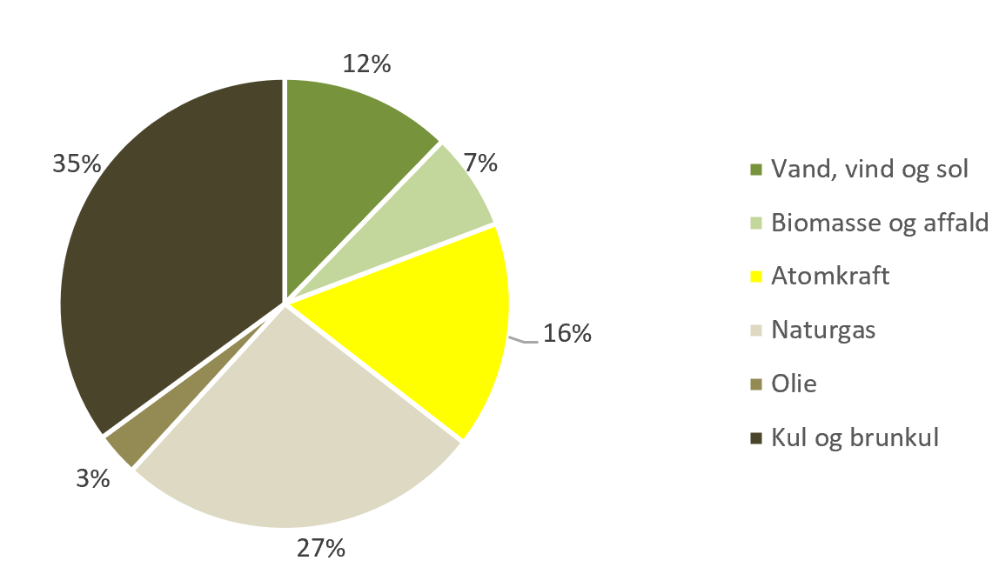 12%
7%
16%
27%
3%
35%
Vand, vind og sol
Biomasse og affald
Atomkraft
Naturgas
Olie
Kul og brunkul